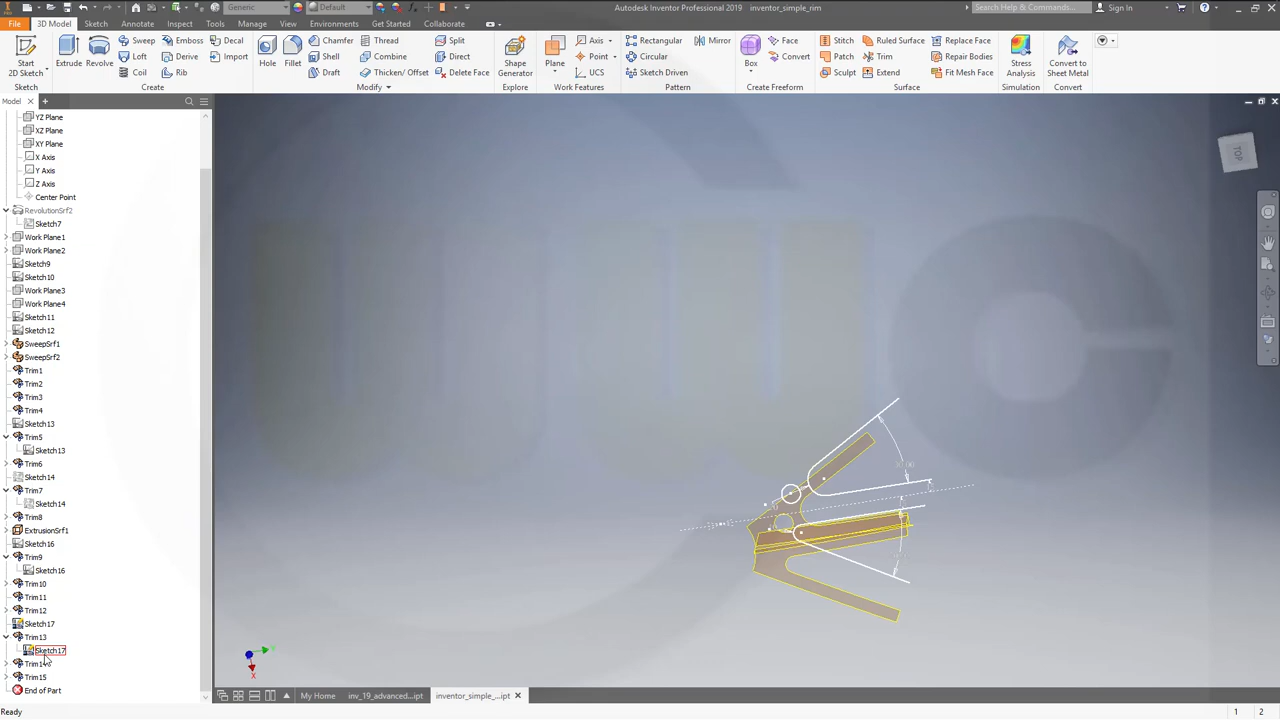 Generic
Default
Autodesk Inventor Professional 2019
inventor_simple_rim
Search Help & Commands...
Sign In
File
3D Model
Sketch
Annotate
Inspect
Tools
Manage
View
Environments
Get Started
Collaborate
Start
2D Sketch
Extrude
Revolve
Sweep
Emboss
Decal
Loft
Derive
Import
Coil
Rib
Hole
Fillet
Chamfer
Thread
Split
Shell
Combine
Direct
Draft
Thicken/ Offset
Delete Face
Shape
Generator
Plane
Axis
Point
UCS
Rectangular
Mirror
Circular
Sketch Driven
Box
Face
Convert
Stitch
Ruled Surface
Replace Face
Patch
Trim
Repair Bodies
Sculpt
Extend
Fit Mesh Face
Stress
Analysis
Convert to
Sheet Metal
Sketch
Create
Modify
Explore
Work Features
Pattern
Create Freeform
Surface
Simulation
Convert
Model
TOP
YZ Plane
XZ Plane
XY Plane
X Axis
Y Axis
Z Axis
Center Point
RevolutionSrf2
Sketch7
Work Plane1
Work Plane2
Sketch9
Sketch10
Work Plane3
Work Plane4
Sketch11
Sketch12
SweepSrf1
SweepSrf2
Trim1
Trim2
Trim3
Trim4
Sketch13
Trim5
Sketch13
Trim6
Sketch14
Trim7
Sketch14
Trim8
ExtrusionSrf1
Sketch16
Trim9
Sketch16
Trim10
Trim11
Trim12
Sketch17
Trim13
Sketch17
Trim15
End of Part
Y
X
My Home
inv_19_advanced...ipt
inventor_simple_...ipt
Ready
1
2